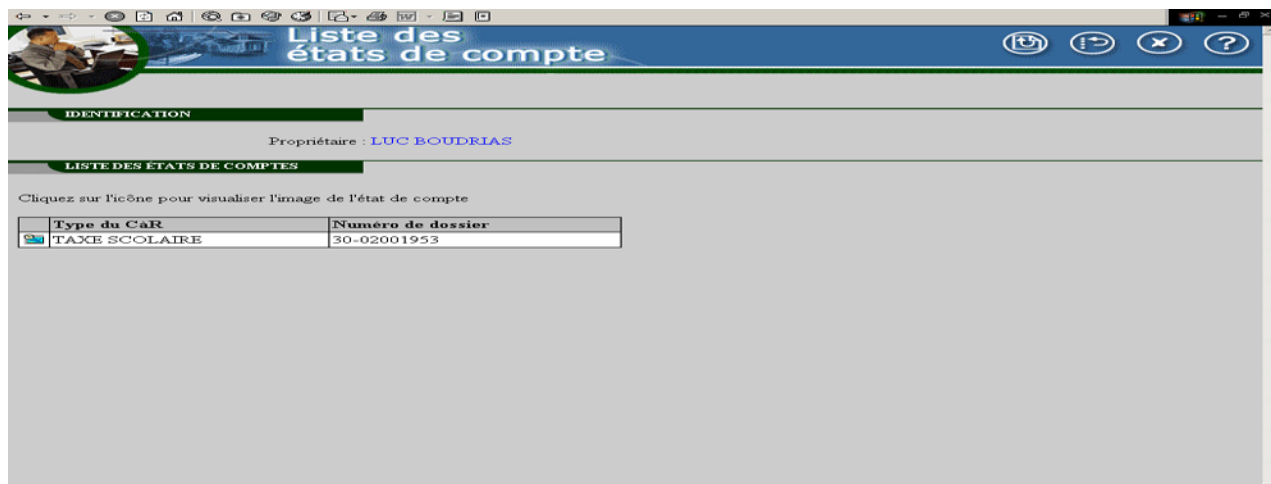 Liste des
états de compte
IDENTIFICATION
Propriétaire : LUC BOUDRIAS
LISTE DES ÉTATS DE COMPTES
Cliquez sur l'icône pour visualiser l'image de l'état de compte
Type du CàR Numéro de dossier
TAXE SCOLAIRE 30-02001953